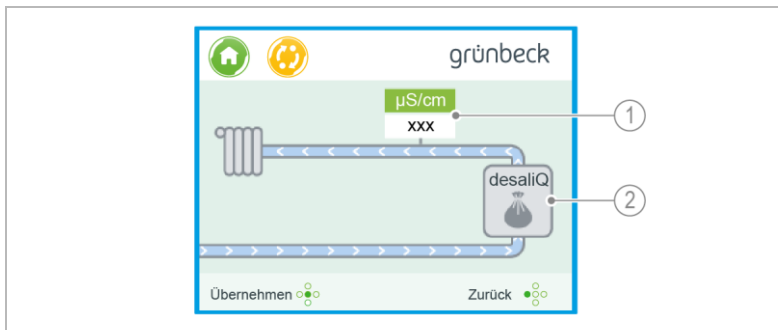 grünbeck
µS/cm
xxx
1
desaliQ
2
Übernehmen
Zurück